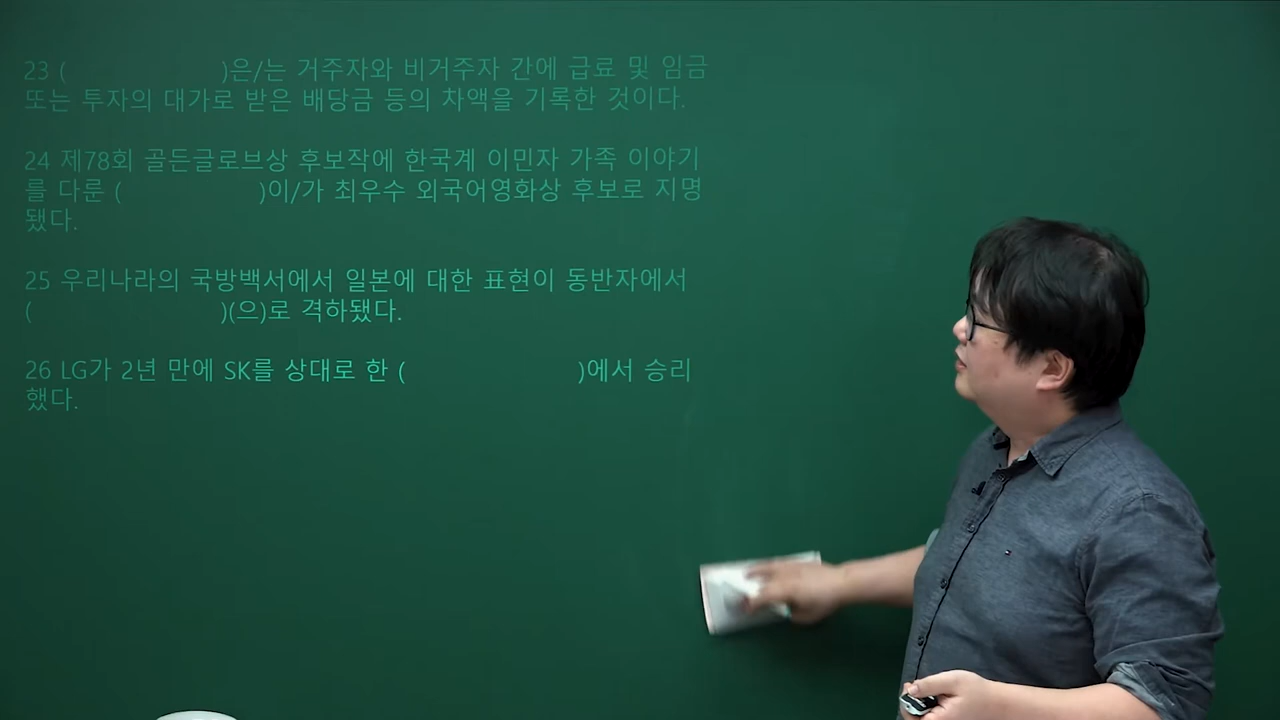 23 ( )은/는 거주자와 비거주자 간에 급료 및 임금
또는 투자의 대가로 받은 배당금 등의 차액을 기록한 것이다.
24 제78회 골든글로브상 후보작에 한국계 이민자 가족 이야기
를 다룬 ( )이/가 최우수 외국어영화상 후보로 지명
됐다.
25 우리나라의 국방백서에서 일본에 대한 표현이 동반자에서
( )(으)로 격하됐다.
26 LG가 2년 만에 SK를 상대로 한 ( )에서 승리
했다.